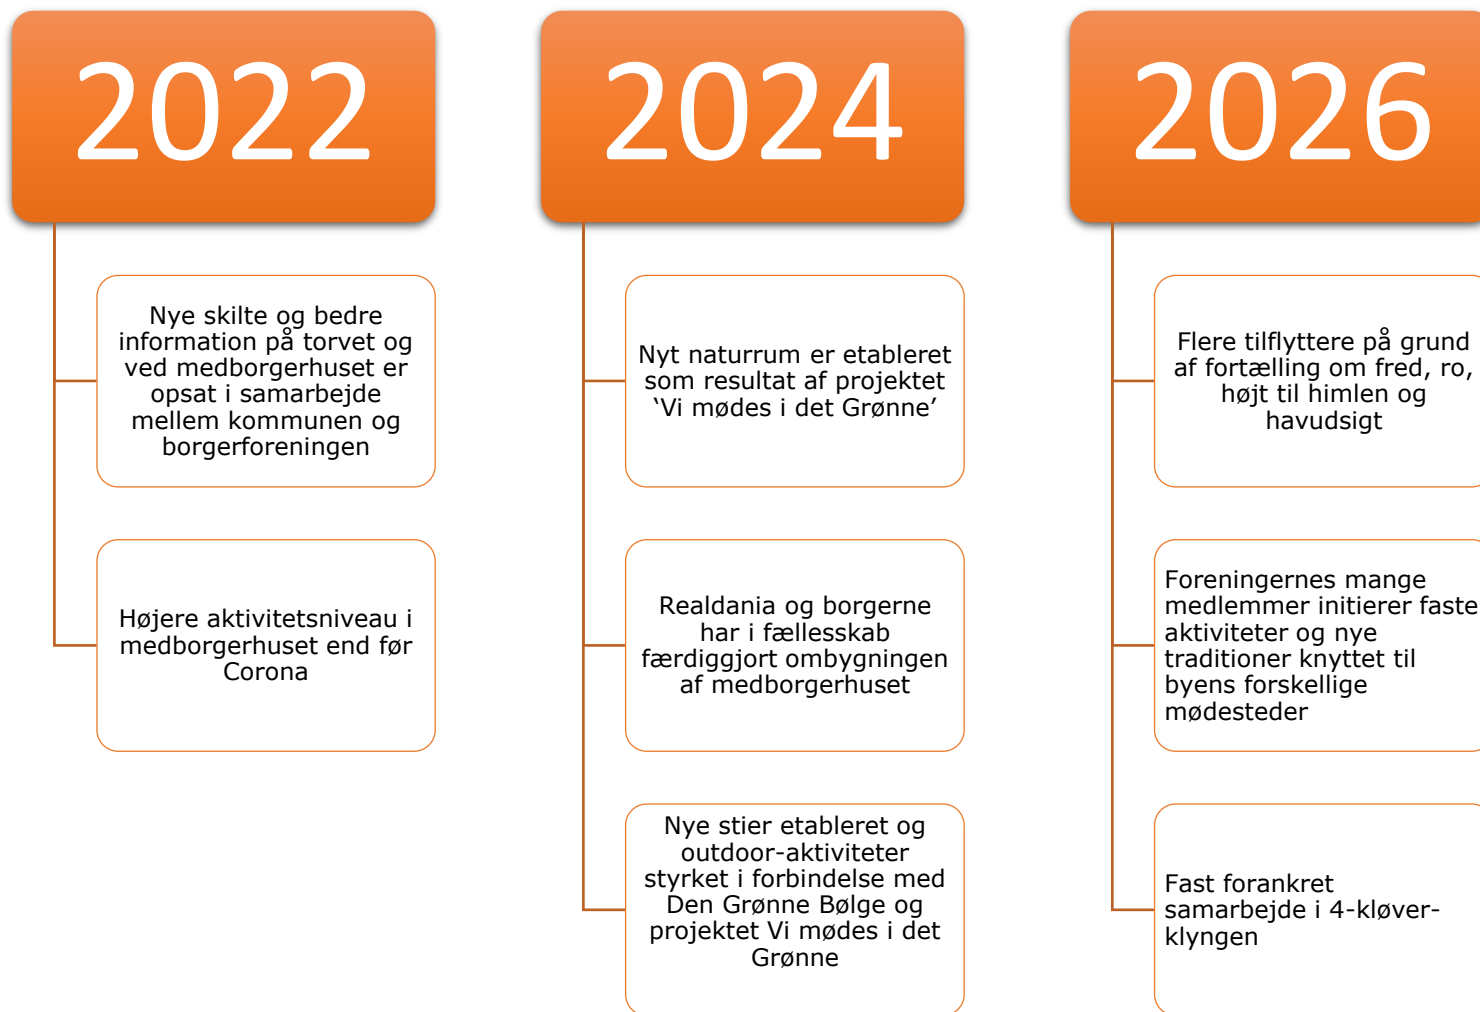 2022
Nye skilte og bedre
information på torvet og
ved medborgerhuset er
opsat i samarbejde
mellem kommunen og
borgerforeningen
Højere aktivitetsniveau i
medborgerhuset end før
Corona
2024
Nyt naturrum er etableret
som resultat af projektet
‘Vi mødes i det Grønne’
Realdania og borgerne
har i fællesskab
færdiggjort ombygningen
af medborgerhuset
Nye stier etableret og
outdoor-aktiviteter
styrket i forbindelse med
Den Grønne Bølge og
projektet Vi mødes i det
Grønne
2026
Flere tilflyttere på grund
af fortælling om fred, ro,
højt til himlen og
havudsigt
Foreningernes mange
medlemmer initierer faste
aktiviteter og nye
traditioner knyttet til
byens forskellige
mødesteder
Fast forankret
samarbejde i 4-kløver-
klyngen